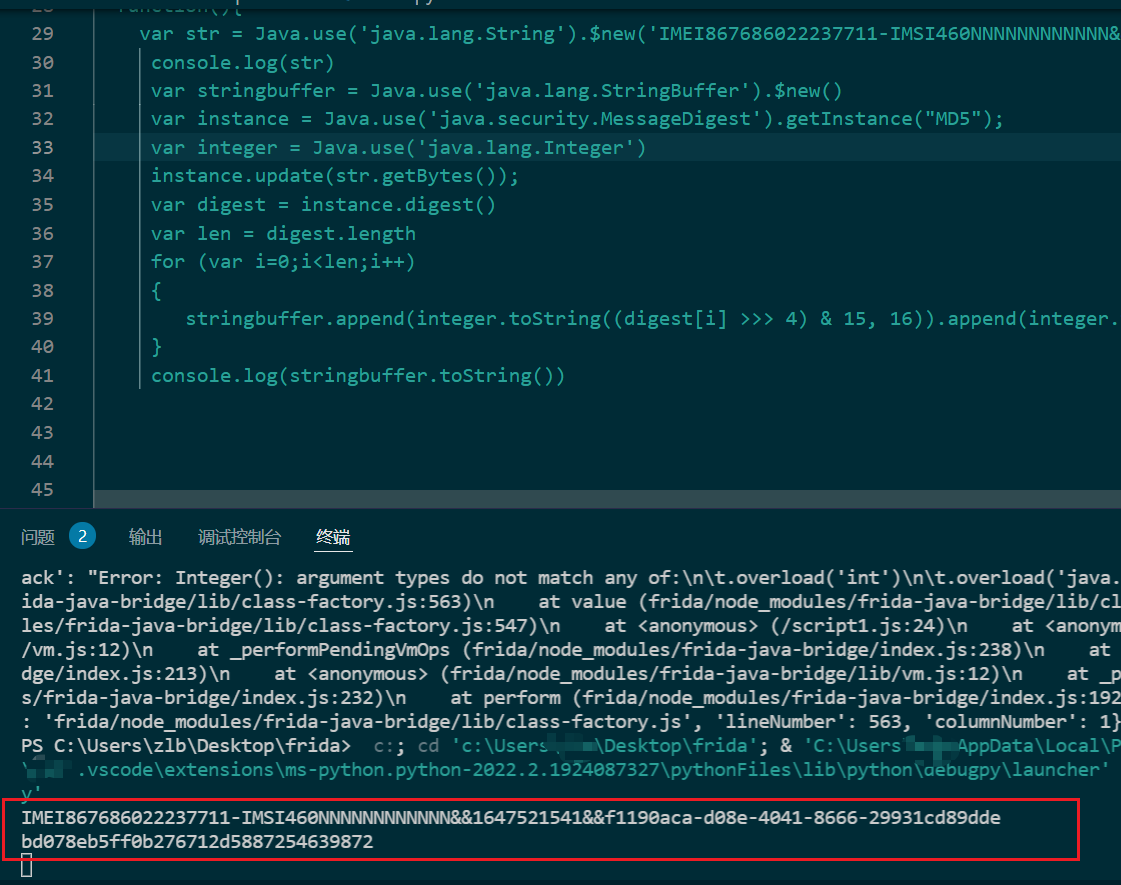 29 var str = Java.use('java.lang.String').$new('IMEI867686022237711-IMSI460NNNNNNNNNNNN&
30 console.log(str)
31 var stringbuffer = Java.use('java.lang.StringBuffer').$new()
32 var instance = Java.use('java.security.MessageDigest').getInstance("MD5");
33 var integer = Java.use('java.lang.Integer')
34 instance.update(str.getBytes());
35 var digest = instance.digest()
36 var len = digest.length
37 for (var i=0;i<len;i++)
38 {
39 stringbuffer.append(integer.toString((digest[i] >>> 4) & 15, 16)).append(integer.
40 }
41 console.log(stringbuffer.toString())
42
43
44
45
问题 2 输出 调试控制台 终端
ack': "Error: Integer(): argument types do not match any of:\n\t.overload('int')\n\t.overload('java.
ida-java-bridge/lib/class-factory.js:563)\n    at value (frida/node_modules/frida-java-bridge/lib/cl
les/frida-java-bridge/lib/class-factory.js:547)\n    at <anonymous> (/script1.js:24)\n    at <anonym
/vm.js:12)\n    at _performPendingVmOps (frida/node_modules/frida-java-bridge/index.js:238)\n    at
dge/index.js:213)\n    at <anonymous> (frida/node_modules/frida-java-bridge/lib/vm.js:12)\n    at _p
s/frida-java-bridge/index.js:232)\n    at perform (frida/node_modules/frida-java-bridge/index.js:192
: 'frida/node_modules/frida-java-bridge/lib/class-factory.js', 'lineNumber': 563, 'columnNumber': 1}
PS C:\Users\zlb\Desktop\frida> c:; cd 'c:\Users \Desktop\frida'; & 'C:\Users AppData\Local\P
\ .vscode\extensions\ms-python.python-2022.2.1924087327\pythonFiles\lib\python\debugpy\launcher'
y'
IMEI867686022237711-IMSI460NNNNNNNNNNNN&&1647521541&&f1190aca-d08e-4041-8666-29931cd89dde
bd078eb5ff0b276712d5887254639872